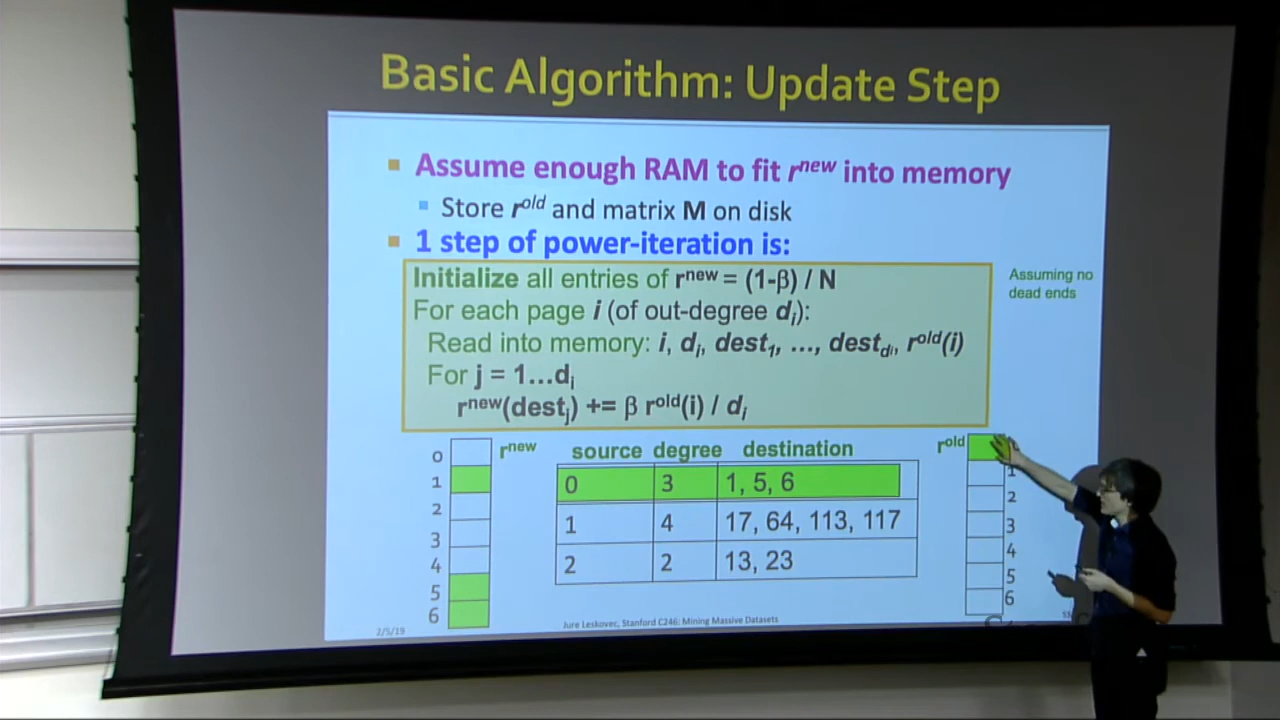 Basic Algorithm: Update Step
Assume enough RAM to fit r^new into memory
Store r^old and matrix M on disk
1 step of power-iteration is:
Initialize all entries of r^new = (1-β) / N
For each page i (of out-degree d_i):
Read into memory: i, d_i, dest_1, ..., dest_di, r^old(i)
For j = 1...d_i
r^new(dest_j) += β r^old(i) / d_i
Assuming no
dead ends
0
1
2
3
4
5
6
r^new
source degree destination
0 3 1, 5, 6
1 4 17, 64, 113, 117
2 2 13, 23
r^old
1
2
3
4
5
6
2/5/19
Jure Leskovec, Stanford C246: Mining Massive Datasets